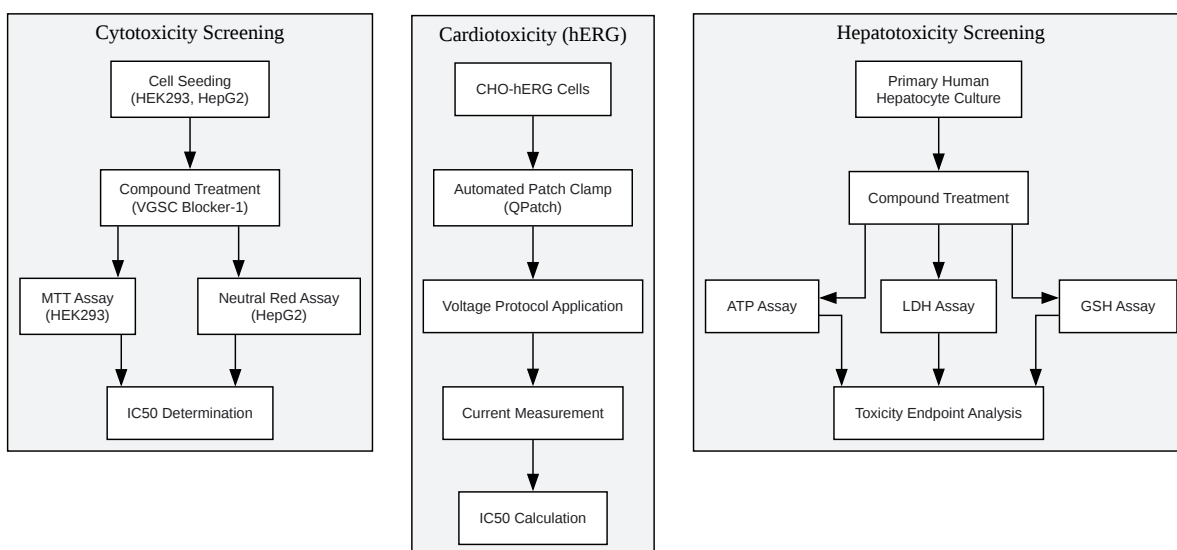 Cytotoxicity Screening
Cell Seeding
(HEK293, HepG2)
Compound Treatment
(VGSC Blocker-1)
MTT Assay
(HEK293)
Neutral Red Assay
(HepG2)
IC50 Determination
Cardiotoxicity (hERG)
CHO-hERG Cells
Automated Patch Clamp
(QPatch)
Voltage Protocol Application
Current Measurement
IC50 Calculation
Hepatotoxicity Screening
Primary Human
Hepatocyte Culture
Compound Treatment
ATP Assay
LDH Assay
GSH Assay
Toxicity Endpoint Analysis